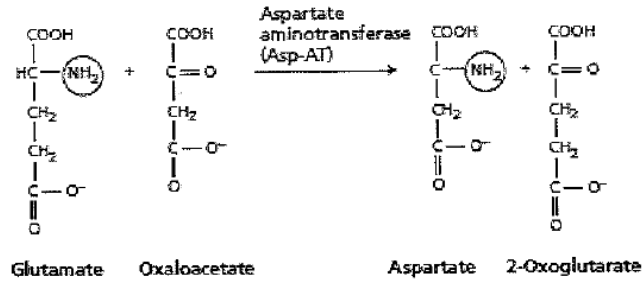 Aspartate
aminotransferase
(Asp-AT)
COOH COOH COOH COOH
HC—NH₂ + C=O C—NH₂ + C=O
CH₂ CH₂ CH₂ CH₂
CH₂ C—O⁻ C—O⁻ CH₂
C—O⁻ O O C—O⁻
O O
Glutamate Oxaloacetate Aspartate 2-Oxoglutarate